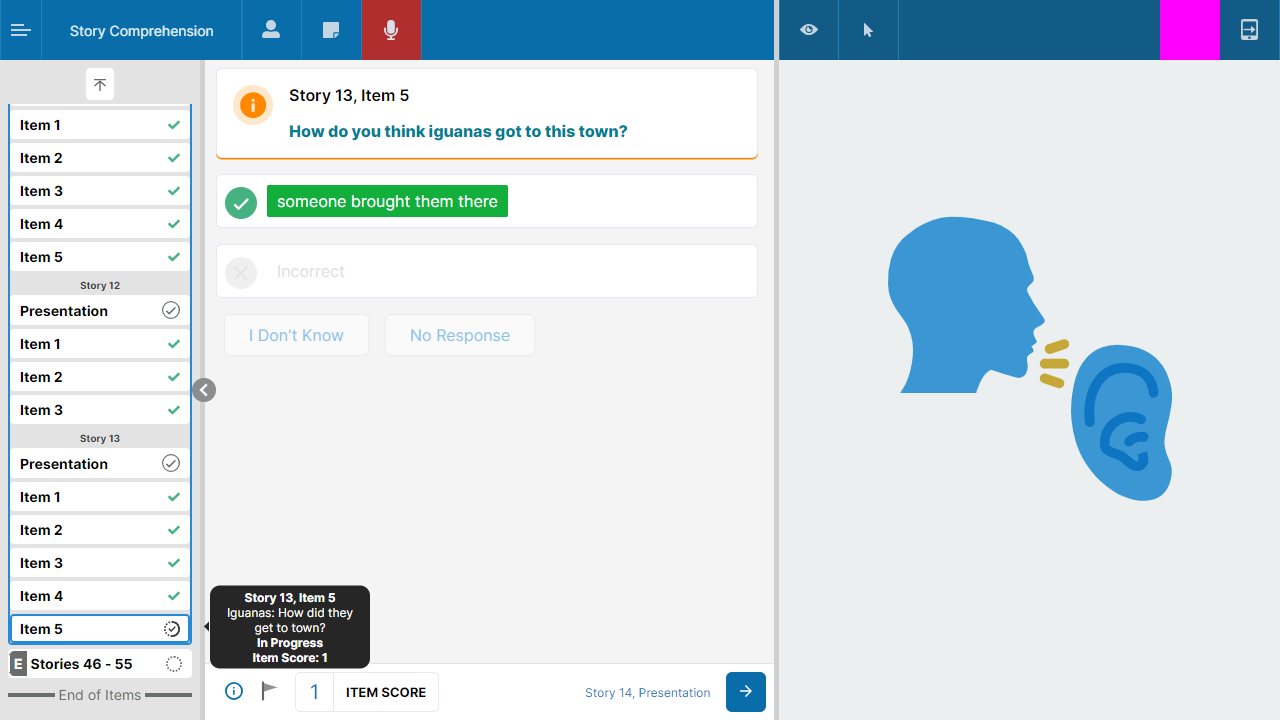 Story Comprehension
Item 1
Item 2
Item 3
Item 4
Item 5
Story 12
Presentation
Item 1
Item 2
Item 3
Story 13
Presentation
Item 1
Item 2
Item 3
Item 4
Item 5
E Stories 46 - 55
End of Items
Story 13, Item 5
How do you think iguanas got to this town?
someone brought them there
Incorrect
I Don’t Know
No Response
Story 13, Item 5
Iguanas: How did they
get to town?
In Progress
Item Score: 1
1 ITEM SCORE
Story 14, Presentation